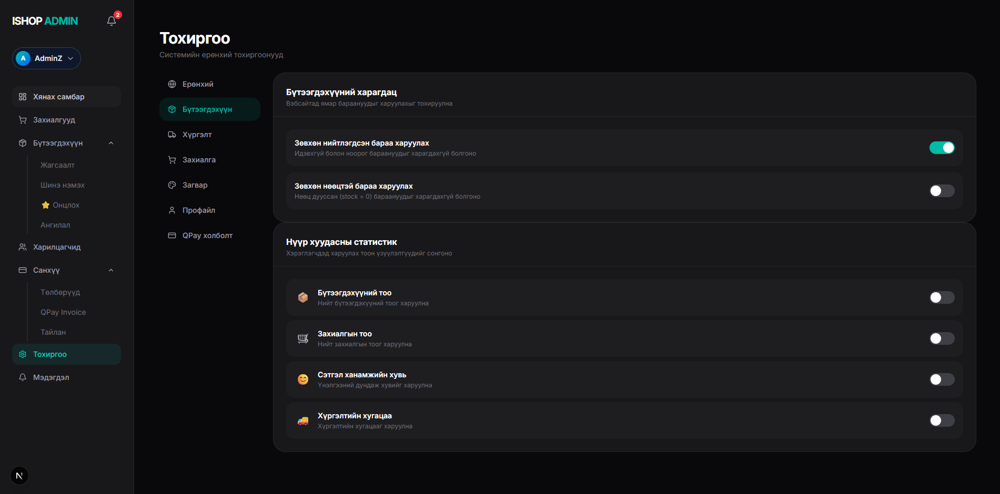 ISHOP ADMIN
2
A AdminZ
Хянах самбар
Захиалгууд
Бүтээгдэхүүн
Жагсаалт
Шинэ нэмэх
⭐ Онцлох
Ангилал
Харилцагчид
Санхүү
Төлбөрүүд
QPay Invoice
Тайлан
Тохиргоо
Мэдэгдэл
N
Тохиргоо
Системийн ерөнхий тохиргоонууд
Ерөнхий
Бүтээгдэхүүн
Хүргэлт
Захиалга
Загвар
Профайл
QPay холболт
Бүтээгдэхүүний харагдац
Вэбсайтад ямар бараануудыг харуулахыг тохируулна
Зөвхөн нийтлэгдсэн бараа харуулах
Идэвхгүй болон ноорог бараануудыг харагдахгүй болгоно
Зөвхөн нөөцтэй бараа харуулах
Нөөц дууссан (stock = 0) бараануудыг харагдахгүй болгоно
Нүүр хуудасны статистик
Хэрэглэгчдэд харуулах тоон үзүүлэлтүүдийг сонгоно
Бүтээгдэхүүний тоо
Нийт бүтээгдэхүүний тоог харуулна
Захиалгын тоо
Нийт захиалгын тоог харуулна
Сэтгэл ханамжийн хувь
Үнэлгээний дундаж хувийг харуулна
Хүргэлтийн хугацаа
Хүргэлтийн хугацааг харуулна